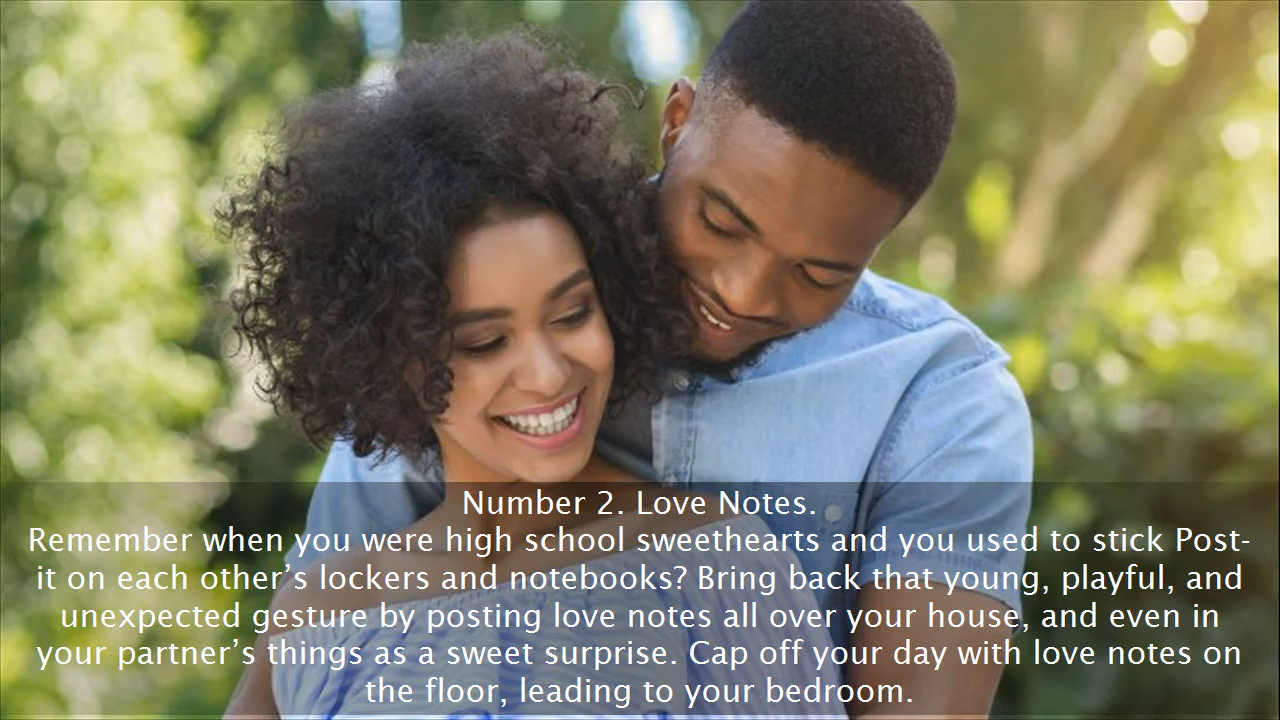 Number 2. Love Notes.
Remember when you were high school sweethearts and you used to stick Post-
it on each other’s lockers and notebooks? Bring back that young, playful, and
unexpected gesture by posting love notes all over your house, and even in
your partner’s things as a sweet surprise. Cap off your day with love notes on
the floor, leading to your bedroom.